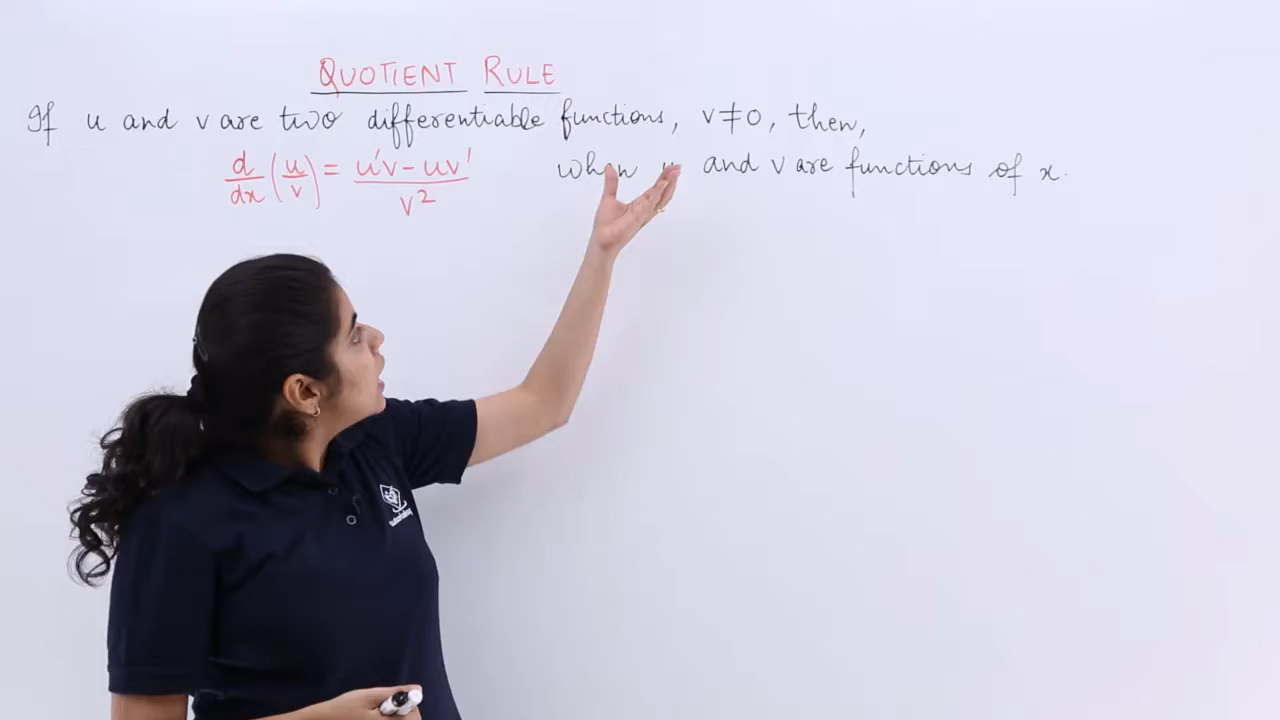 QUOTIENT RULE
If u and v are two differentiable functions, v≠0, then,
d/dx (u/v) = (u'v - uv')/v² when u and v are functions of x.